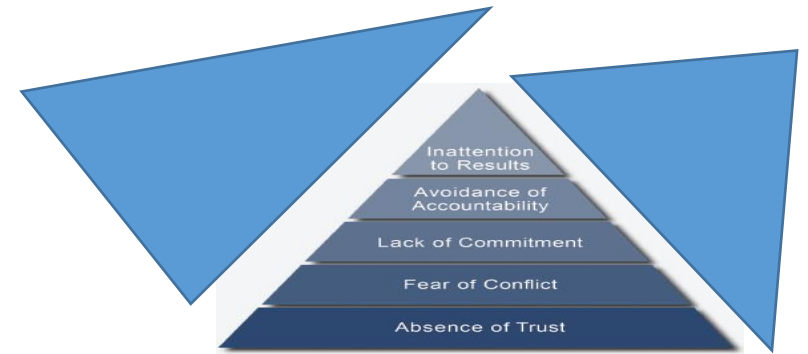 Inattention
to Results
Avoidance of
Accountability
Lack of Commitment
Fear of Conflict
Absence of Trust